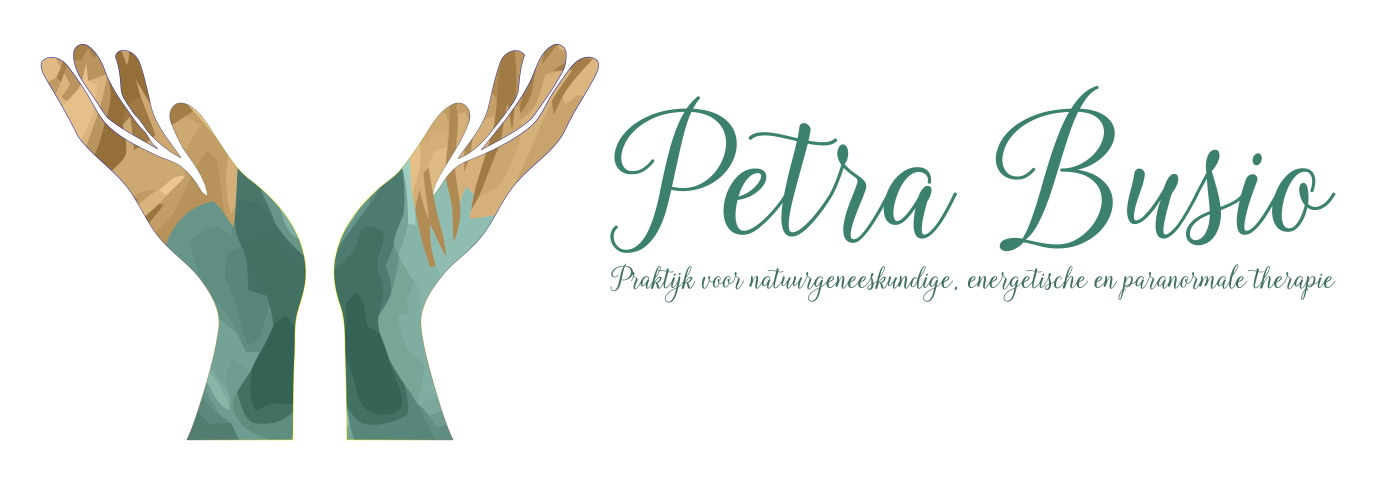 Petra Busio
Praktijk voor natuurgeneeskundige, energetische en paranormale therapie